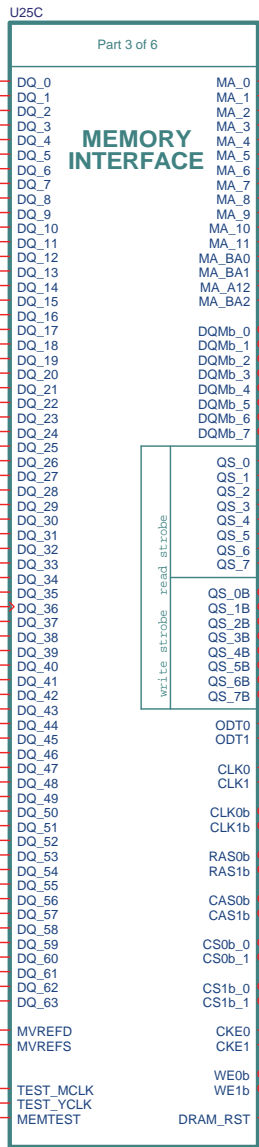 U25C
Part 3 of 6
MEMORY
INTERFACE
DQ_0
DQ_1
DQ_2
DQ_3
DQ_4
DQ_5
DQ_6
DQ_7
DQ_8
DQ_9
DQ_10
DQ_11
DQ_12
DQ_13
DQ_14
DQ_15
DQ_16
DQ_17
DQ_18
DQ_19
DQ_20
DQ_21
DQ_22
DQ_23
DQ_24
DQ_25
DQ_26
DQ_27
DQ_28
DQ_29
DQ_30
DQ_31
DQ_32
DQ_33
DQ_34
DQ_35
DQ_36
DQ_37
DQ_38
DQ_39
DQ_40
DQ_41
DQ_42
DQ_43
DQ_44
DQ_45
DQ_46
DQ_47
DQ_48
DQ_49
DQ_50
DQ_51
DQ_52
DQ_53
DQ_54
DQ_55
DQ_56
DQ_57
DQ_58
DQ_59
DQ_60
DQ_61
DQ_62
DQ_63
MVREFD
MVREFS
TEST_MCLK
TEST_YCLK
MEMTEST
MA_0
MA_1
MA_2
MA_3
MA_4
MA_5
MA_6
MA_7
MA_8
MA_9
MA_10
MA_11
MA_BA0
MA_BA1
MA_A12
MA_BA2
DQMb_0
DQMb_1
DQMb_2
DQMb_3
DQMb_4
DQMb_5
DQMb_6
DQMb_7
read strobe
QS_0
QS_1
QS_2
QS_3
QS_4
QS_5
QS_6
QS_7
write strobe
QS_0B
QS_1B
QS_2B
QS_3B
QS_4B
QS_5B
QS_6B
QS_7B
ODT0
ODT1
CLK0
CLK1
CLK0b
CLK1b
RAS0b
RAS1b
CAS0b
CAS1b
CS0b_0
CS0b_1
CS1b_0
CS1b_1
CKE0
CKE1
WE0b
WE1b
DRAM_RST